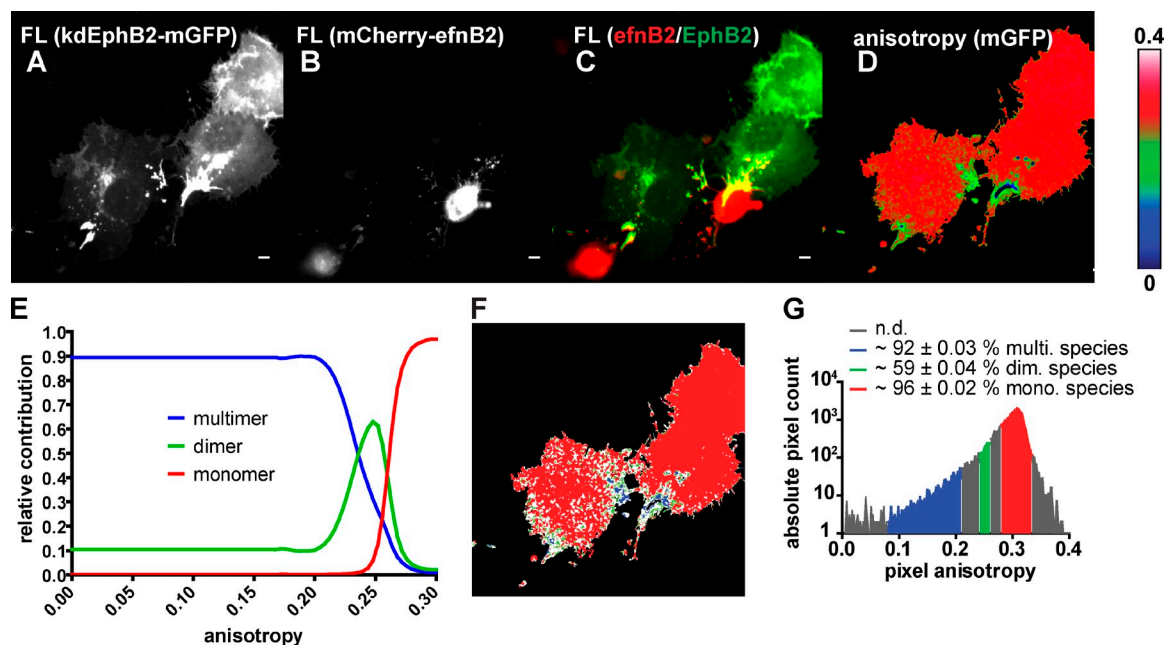 FL (kdEphB2-mGFP)
A
FL (mCherry-efnB2)
B
FL (efnB2/EphB2)
C
anisotropy (mGFP)
D
0.4
0
E
1.0
0.9
0.8
0.7
0.6
0.5
0.4
0.3
0.2
0.1
0.0
relative contribution
multimer
dimer
monomer
0.00
0.05
0.10
0.15
0.20
0.25
0.30
anisotropy
F
G
n.d.
~ 92 ± 0.03 % multi. species
~ 59 ± 0.04 % dim. species
~ 96 ± 0.02 % mono. species
absolute pixel count
10⁴
10³
10²
10
1
0.0 0.1 0.2 0.3 0.4
pixel anisotropy